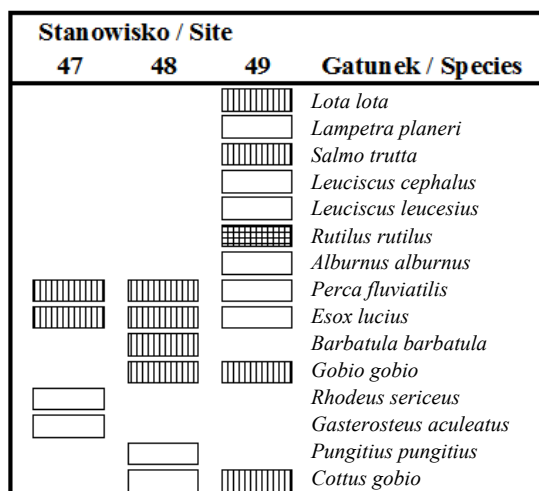 Stanowisko / Site
47 48 49 Gatunek / Species
Lota lota
Lampetra planeri
Salmo trutta
Leuciscus cephalus
Leuciscus leucesius
Rutilus rutilus
Alburnus alburnus
Perca fluviatilis
Esox lucius
Barbatula barbatula
Gobio gobio
Rhodeus sericeus
Gasterosteus aculeatus
Pungitius pungitius
Cottus gobio